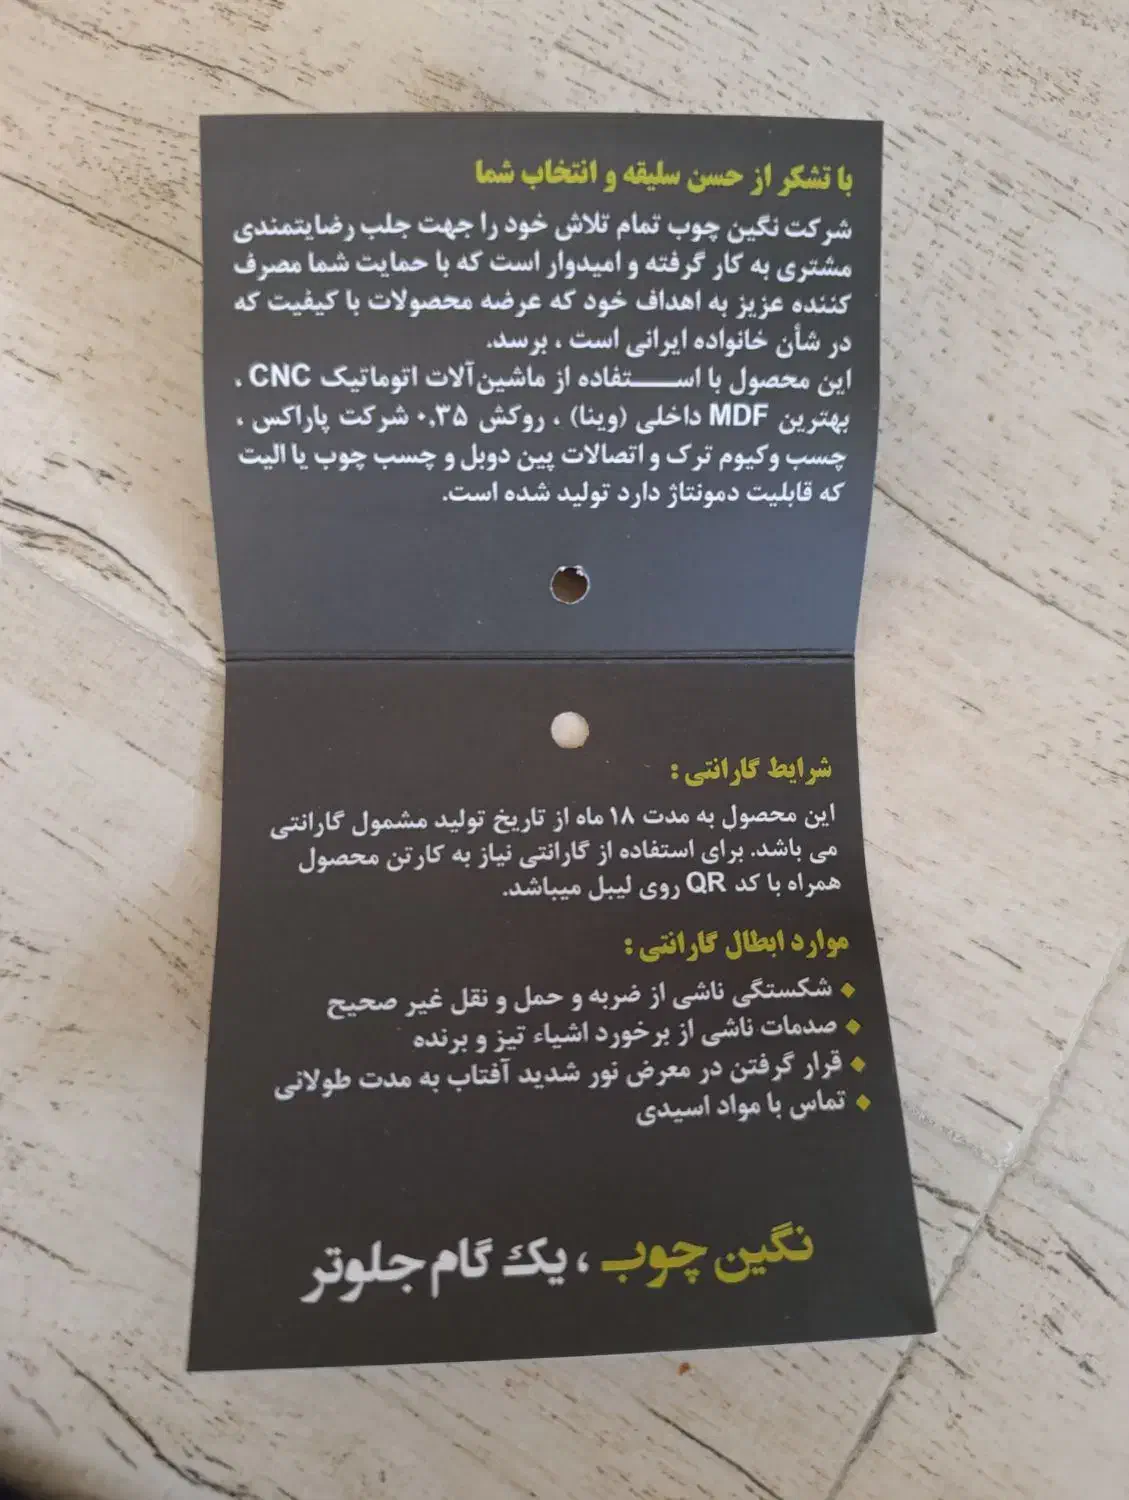 با تشکر از حسن سلیقه و انتخاب شما
شرکت نگین چوب تمام تلاش خود را جهت جلب رضایتمندی
مشتری به کار گرفته و امیدوار است که با حمایت شما مصرف
کننده عزیز به اهداف خود که عرضه محصولات با کیفیت که
در شأن خانواده ایرانی است ، برسد.
این محصول با اســـتفاده از ماشین‌آلات اتوماتیک CNC ،
بهترین MDF داخلی (وینا) ، روکش ۰,۳۵ شرکت پاراکس ،
چسب وکیوم ترک و اتصالات پین دوبل و چسب چوب یا الیت
که قابلیت دمونتاژ دارد تولید شده است.
شرایط گارانتی :
این محصول به مدت ۱۸ ماه از تاریخ تولید مشمول گارانتی
می باشد. برای استفاده از گارانتی نیاز به کارتن محصول
همراه با کد QR روی لیبل میباشد.
موارد ابطال گارانتی :
◆ شکستگی ناشی از ضربه و حمل و نقل غیر صحیح
◆ صدمات ناشی از برخورد اشیاء تیز و برنده
◆ قرار گرفتن در معرض نور شدید آفتاب به مدت طولانی
◆ تماس با مواد اسیدی
نگین چوب ، یک گام جلوتر